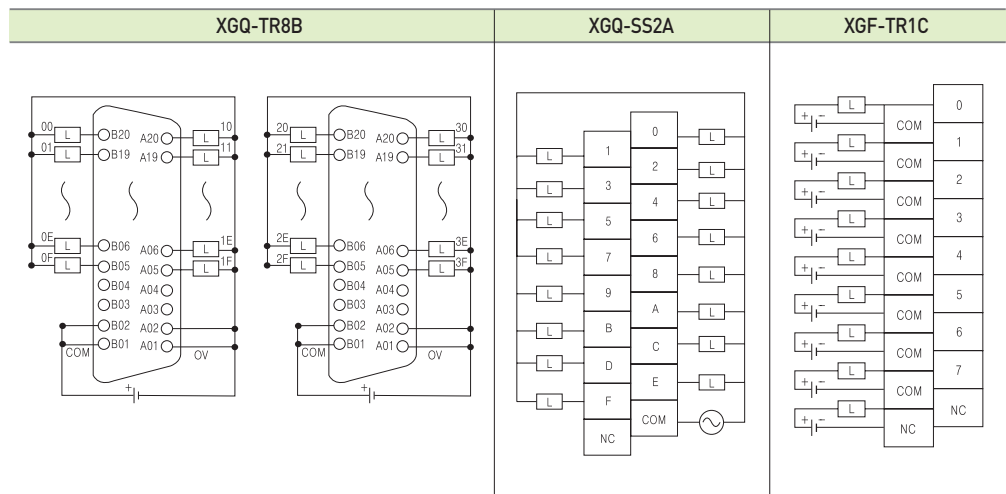 XGQ-TR8B
XGQ-SS2A
XGF-TR1C
00 L B20 A20 L 10
01 L B19 A19 L 11
0E L B06 A06 L 1E
0F L B05 A05 L 1F
B04 A04
B03 A03
B02 A02
COM B01 A01 0V
+
20 L B20 A20 L 30
21 L B19 A19 L 31
2E L B06 A06 L 3E
2F L B05 A05 L 3F
B04 A04
B03 A03
B02 A02
COM B01 A01 0V
+
0 L
L 1
2 L
L 3
4 L
L 5
6 L
L 7
8 L
L 9
A L
L B
C L
L D
E L
L F
COM
NC
L 0
+ − COM
L 1
+ − COM
L 2
+ − COM
L 3
+ − COM
L 4
+ − COM
L 5
+ − COM
L 6
+ − COM
L 7
+ − COM
L NC
+ − NC